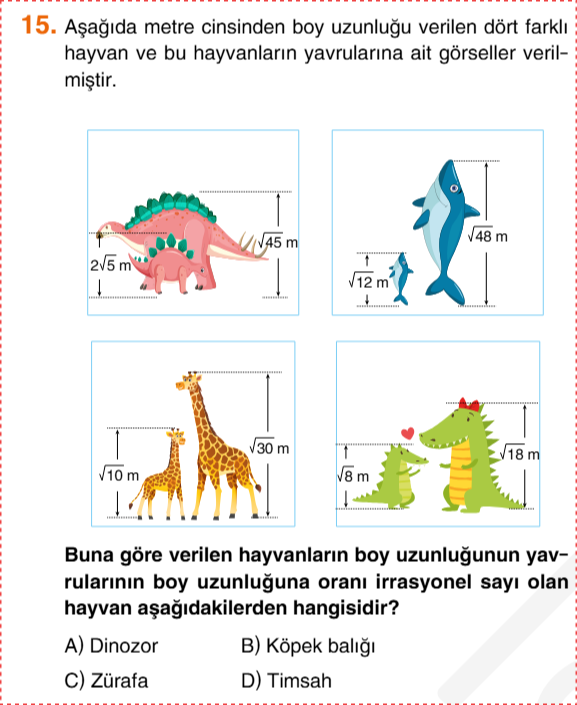 15. Aşağıda metre cinsinden boy uzunluğu verilen dört farklı
hayvan ve bu hayvanların yavrularına ait görseller veril-
miştir.
√45 m
2√5 m
√48 m
√12 m
√30 m
√10 m
√18 m
√8 m
Buna göre verilen hayvanların boy uzunluğunun yav-
rularının boy uzunluğuna oranı irrasyonel sayı olan
hayvan aşağıdakilerden hangisidir?
A) Dinozor B) Köpek balığı
C) Zürafa D) Timsah